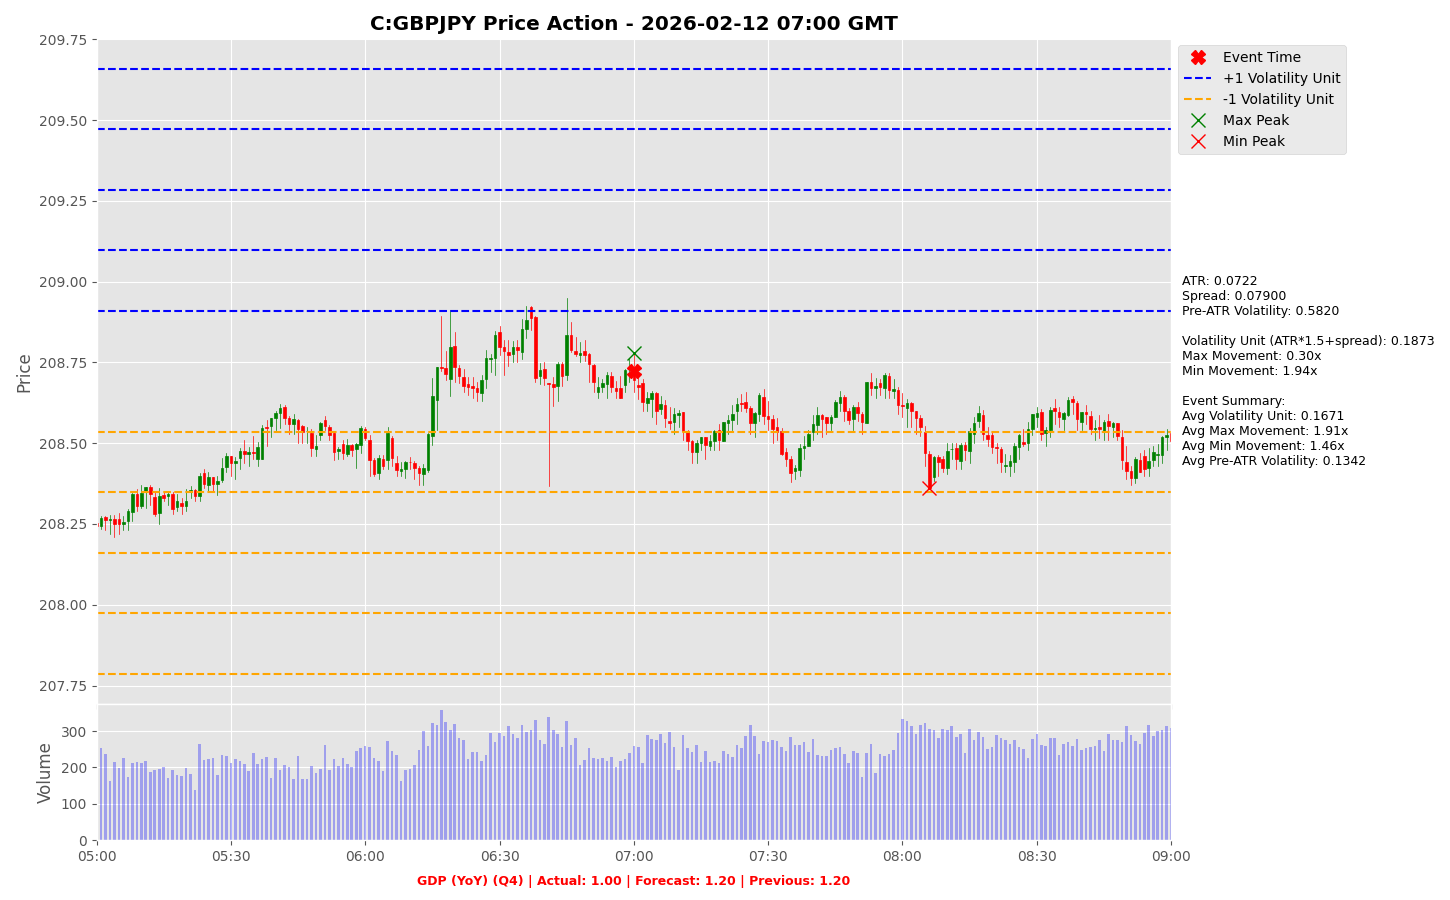 C:GBPJPY Price Action - 2026-02-12 07:00 GMT
209.75
209.50
209.25
209.00
208.75
208.50
208.25
208.00
207.75
Price
Event Time
+1 Volatility Unit
-1 Volatility Unit
Max Peak
Min Peak
ATR: 0.0722
Spread: 0.07900
Pre-ATR Volatility: 0.5820
Volatility Unit (ATR*1.5+spread): 0.1873
Max Movement: 0.30x
Min Movement: 1.94x
Event Summary:
Avg Volatility Unit: 0.1671
Avg Max Movement: 1.91x
Avg Min Movement: 1.46x
Avg Pre-ATR Volatility: 0.1342
300
200
100
0
Volume
05:00 05:30 06:00 06:30 07:00 07:30 08:00 08:30 09:00
GDP (YoY) (Q4) | Actual: 1.00 | Forecast: 1.20 | Previous: 1.20